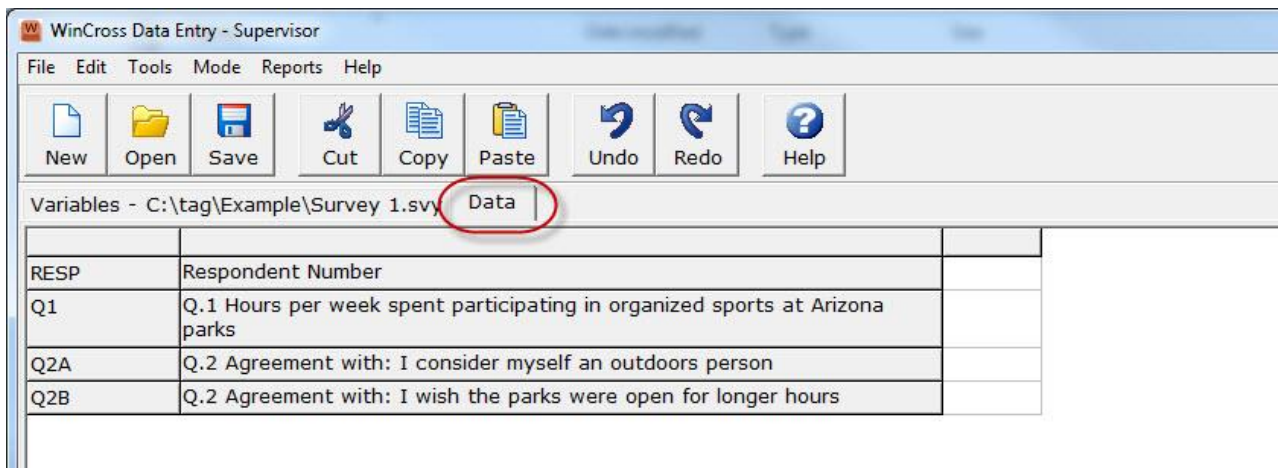 WinCross Data Entry - Supervisor
File Edit Tools Mode Reports Help
New Open Save Cut Copy Paste Undo Redo Help
Variables - C:\tag\Example\Survey 1.svy Data
RESP Respondent Number
Q1 Q.1 Hours per week spent participating in organized sports at Arizona
parks
Q2A Q.2 Agreement with: I consider myself an outdoors person
Q2B Q.2 Agreement with: I wish the parks were open for longer hours